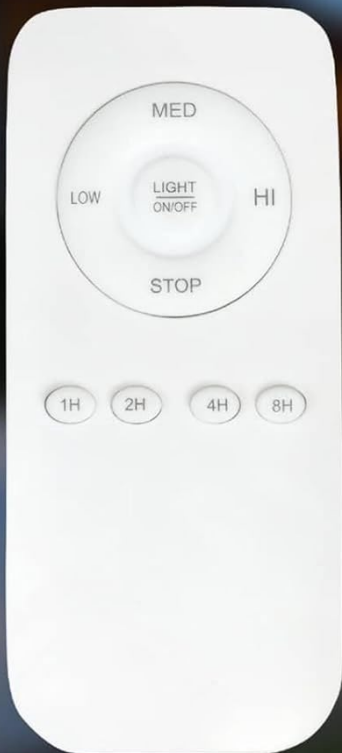 MED
LOW
LIGHT
ON/OFF
HI
STOP
1H 2H 4H 8H